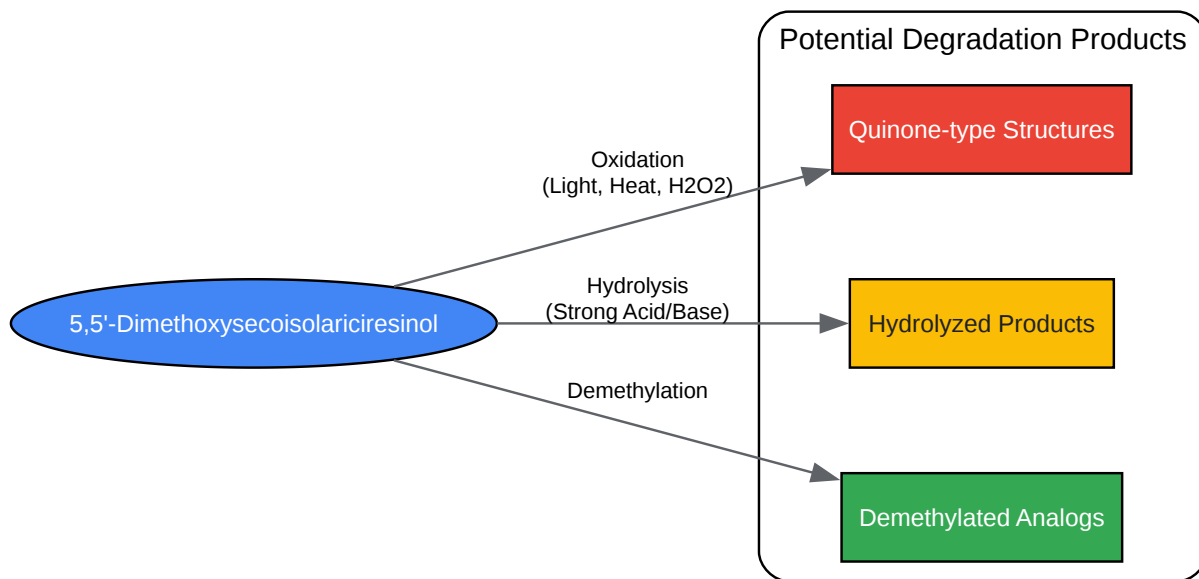 Potential Degradation Products
Quinone-type Structures
Oxidation
(Light, Heat, H2O2)
Hydrolysis
(Strong Acid/Base)
5,5'-Dimethoxysecoisolariciresinol
Hydrolyzed Products
Demethylation
Demethylated Analogs